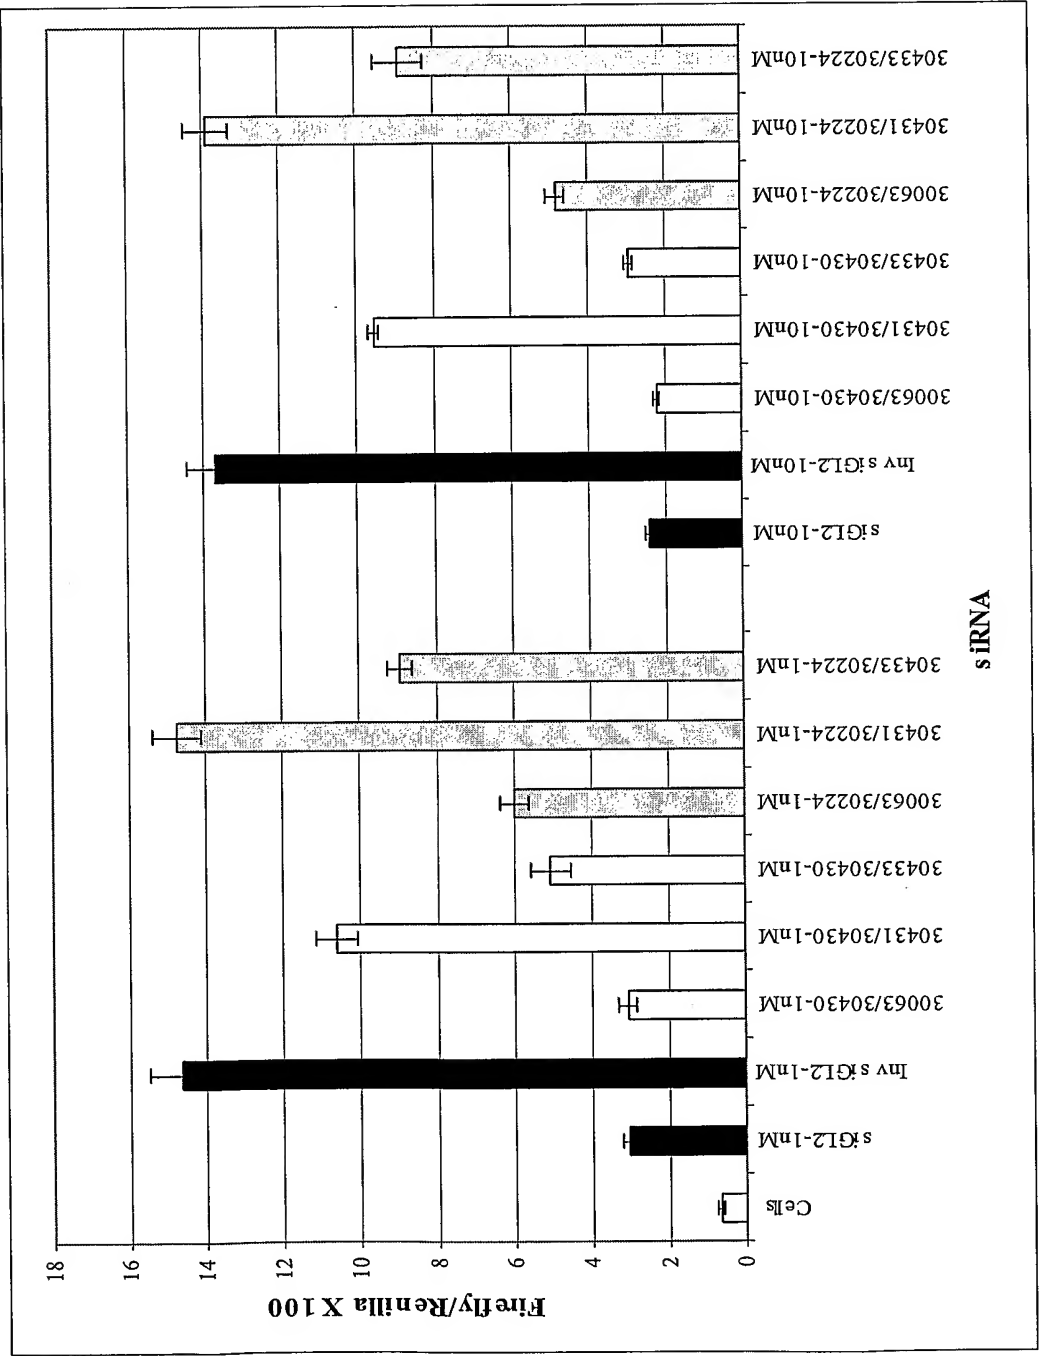 Firefly/Renilla X 100
18
16
14
12
10
8
6
4
2
0
Cells
siGL2-1nM
Inv siGL2-1nM
30063/30430-1nM
30431/30430-1nM
30433/30430-1nM
30063/30224-1nM
30431/30224-1nM
30433/30224-1nM
siGL2-10nM
Inv siGL2-10nM
30063/30430-10nM
30431/30430-10nM
30433/30430-10nM
30063/30224-10nM
30431/30224-10nM
30433/30224-10nM
siRNA